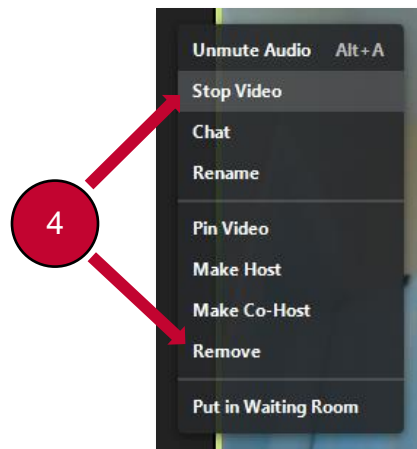 Unmute Audio Alt+A
Stop Video
Chat
Rename
4
Pin Video
Make Host
Make Co-Host
Remove
Put in Waiting Room